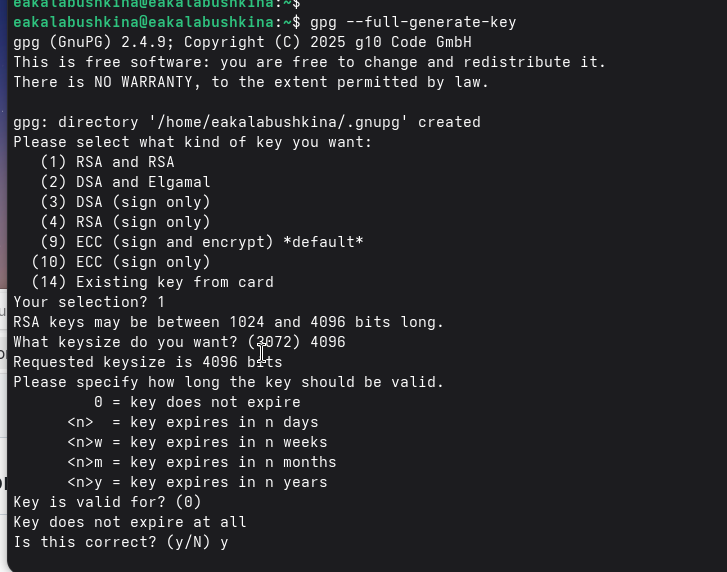 eakalabushkina@eakalabushkina:~$
eakalabushkina@eakalabushkina:~$ gpg --full-generate-key
gpg (GnuPG) 2.4.9; Copyright (C) 2025 g10 Code GmbH
This is free software: you are free to change and redistribute it.
There is NO WARRANTY, to the extent permitted by law.

gpg: directory '/home/eakalabushkina/.gnupg' created
Please select what kind of key you want:
   (1) RSA and RSA
   (2) DSA and Elgamal
   (3) DSA (sign only)
   (4) RSA (sign only)
   (9) ECC (sign and encrypt) *default*
  (10) ECC (sign only)
  (14) Existing key from card
Your selection? 1
RSA keys may be between 1024 and 4096 bits long.
What keysize do you want? (3072) 4096
Requested keysize is 4096 bits
Please specify how long the key should be valid.
         0 = key does not expire
      <n>  = key expires in n days
      <n>w = key expires in n weeks
      <n>m = key expires in n months
      <n>y = key expires in n years
Key is valid for? (0)
Key does not expire at all
Is this correct? (y/N) y